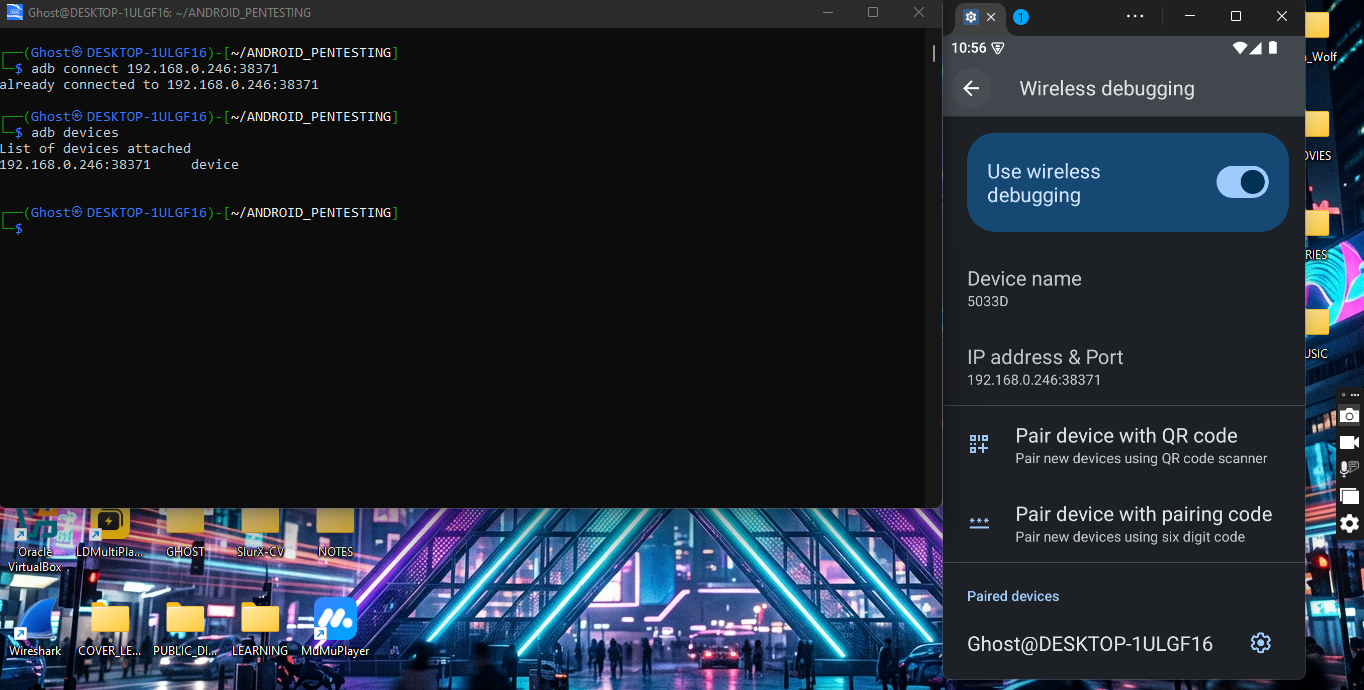 Ghost@DESKTOP-1ULGF16: ~/ANDROID_PENTESTING
┌──(Ghost㉿DESKTOP-1ULGF16)-[~/ANDROID_PENTESTING]
└─$ adb connect 192.168.0.246:38371
already connected to 192.168.0.246:38371
┌──(Ghost㉿DESKTOP-1ULGF16)-[~/ANDROID_PENTESTING]
└─$ adb devices
List of devices attached
192.168.0.246:38371 device
┌──(Ghost㉿DESKTOP-1ULGF16)-[~/ANDROID_PENTESTING]
└─$
1
10:56
Wireless debugging
Use wireless
debugging
Device name
5033D
IP address & Port
192.168.0.246:38371
Pair device with QR code
Pair new devices using QR code scanner
Pair device with pairing code
Pair new devices using six digit code
Paired devices
Ghost@DESKTOP-1ULGF16
_Wolf
OVIES
RIES
USIC
Oracle
VirtualBox
LDMultiPla...
GHOST
SlurX-CV
NOTES
Wireshark
COVER_LE...
PUBLIC_DI...
LEARNING
MuMuPlayer